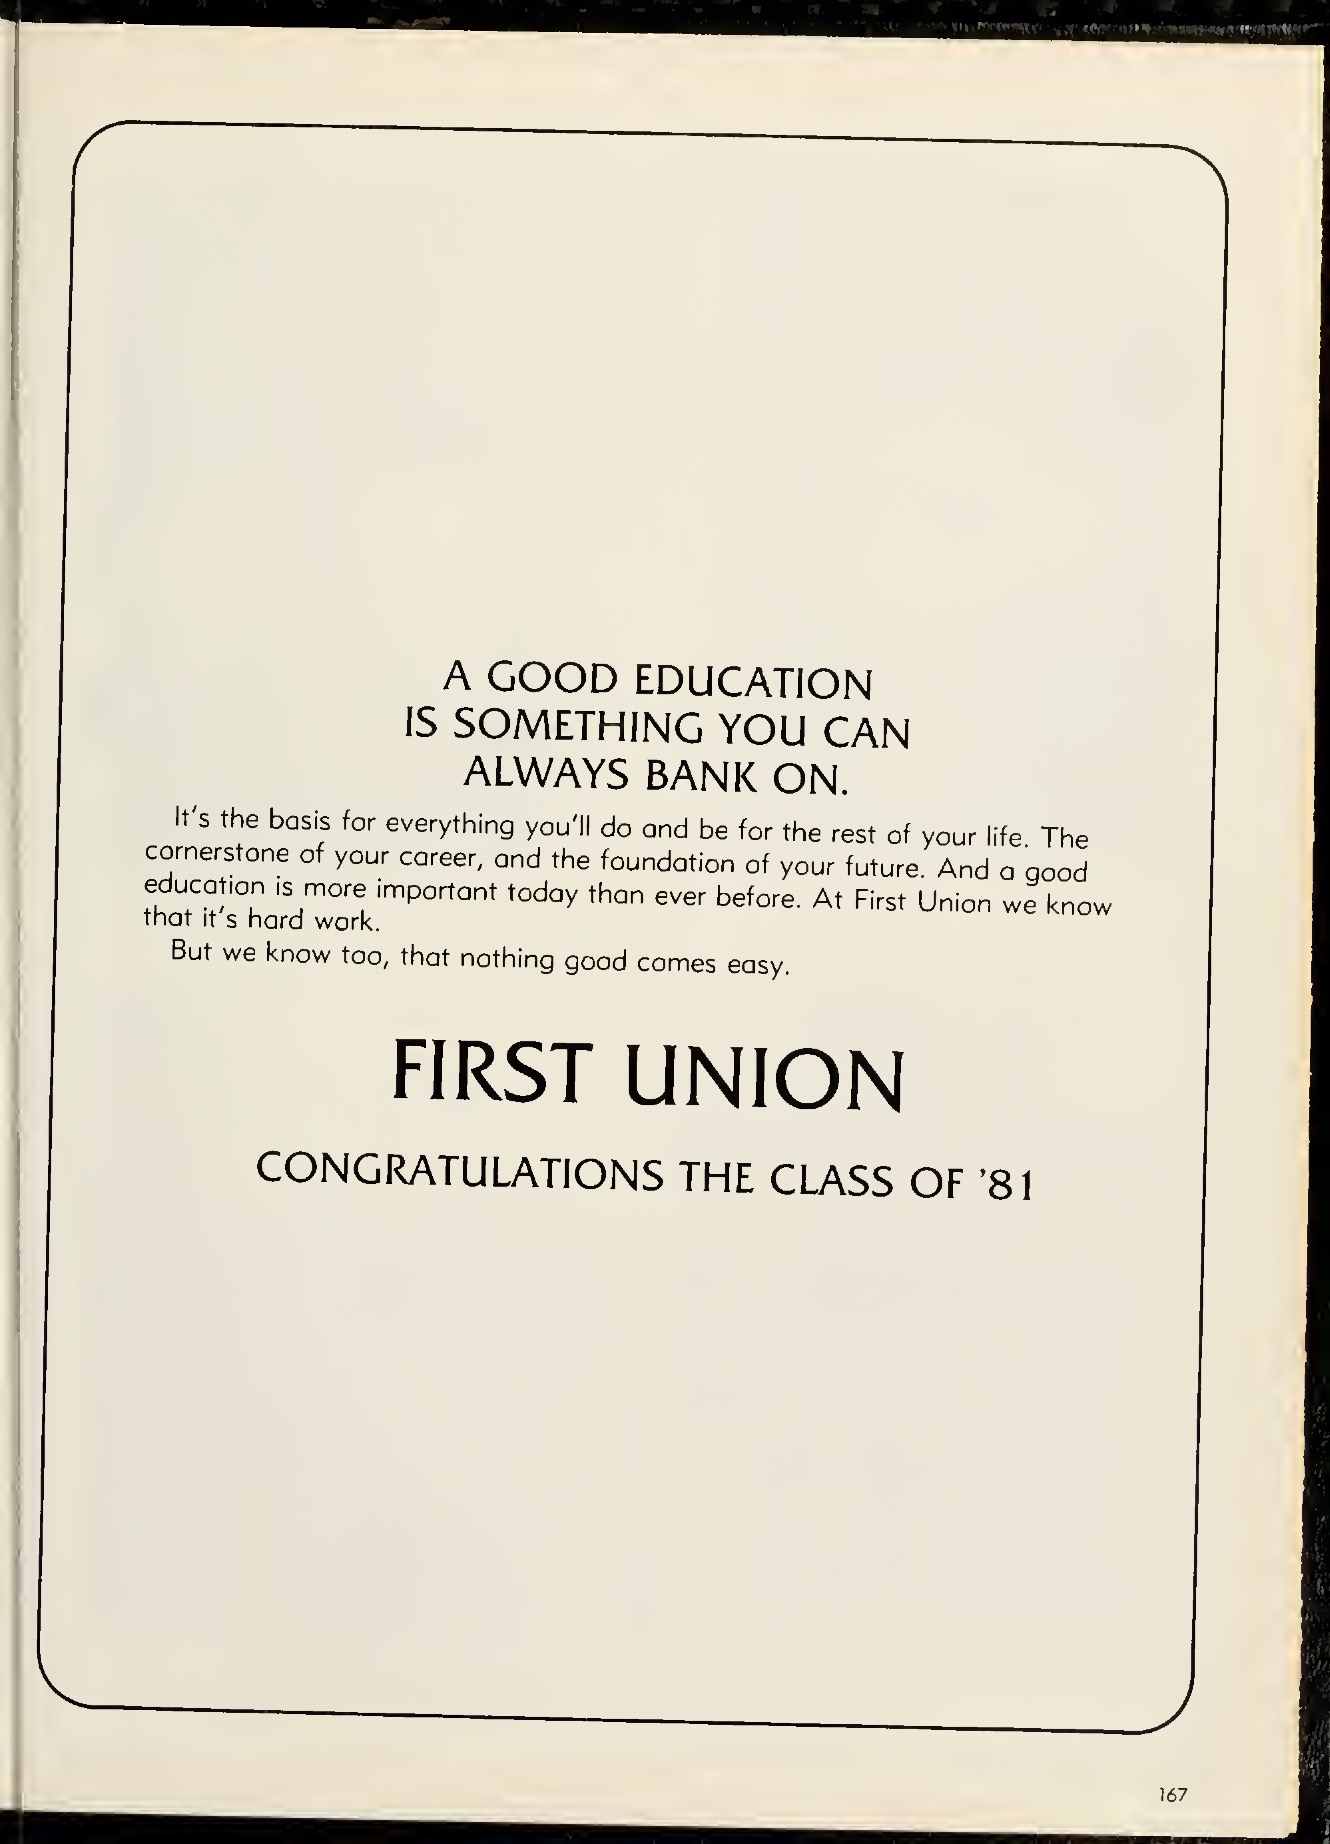 A GOOD EDUCATION
IS SOMETHING YOU CAN
ALWAYS BANK ON.
It's the basis for everything you'll do and be for the rest of your life. The
cornerstone of your career, and the foundation of your future. And a good
education is more important today than ever before. At First Union we know
that it's hard work.
But we know too, that nothing good comes easy.
FIRST UNION
CONGRATULATIONS THE CLASS OF '81
167